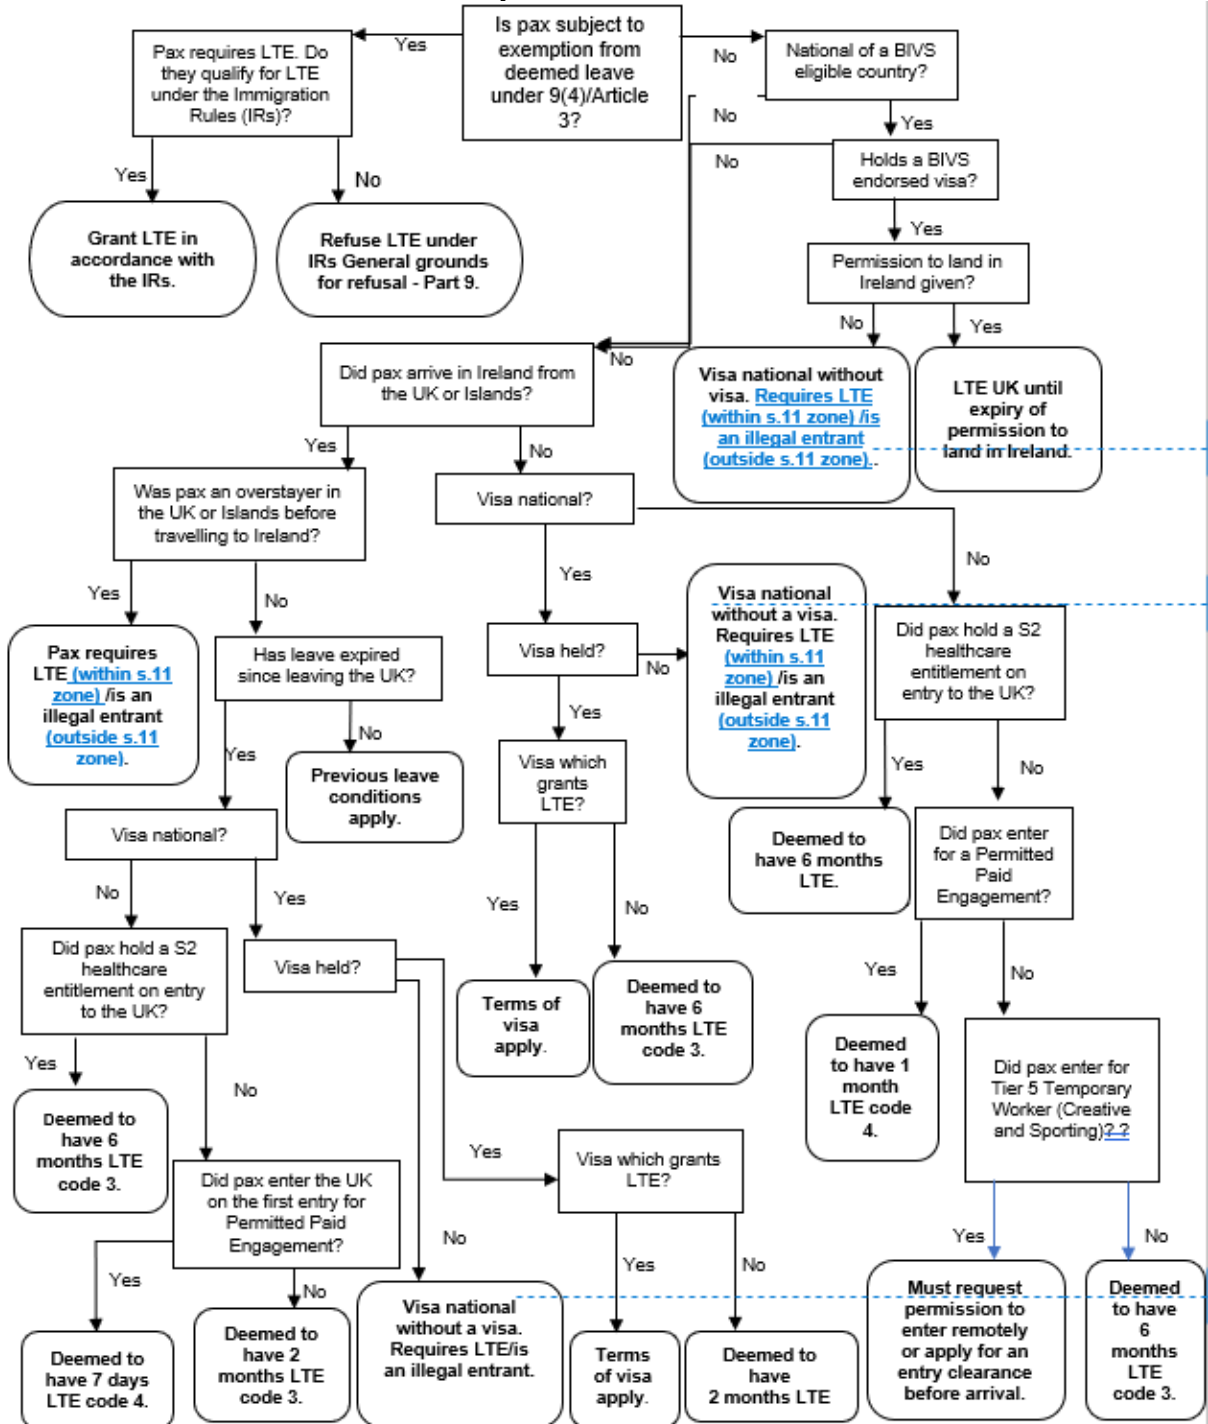 Is pax subject to
exemption from
deemed leave
under 9(4)/Article
3?
Yes
No
Pax requires LTE. Do
they qualify for LTE
under the Immigration
Rules (IRs)?
National of a BIVS
eligible country?
No
Yes
No
Holds a BIVS
endorsed visa?
Yes
No
Yes
Grant LTE in
accordance with
the IRs.
Refuse LTE under
IRs General grounds
for refusal - Part 9.
Permission to land in
Ireland given?
No
Yes
No
Did pax arrive in Ireland from
the UK or Islands?
Visa national without
visa. Requires LTE
(within s.11 zone) /is
an illegal entrant
(outside s.11 zone)..
LTE UK until
expiry of
permission to
land in Ireland.
Yes
No
Was pax an overstayer in
the UK or Islands before
travelling to Ireland?
Visa national?
No
Yes
Yes
No
Visa national
without a visa.
Requires LTE
(within s.11
zone) /is an
illegal entrant
(outside s.11
zone).
Did pax hold a S2
healthcare
entitlement on
entry to the UK?
Pax requires
LTE (within s.11
zone) /is an
illegal entrant
(outside s.11
zone).
Has leave expired
since leaving the UK?
Visa held?
No
Yes
No
Yes
Previous leave
conditions
apply.
Visa which
grants
LTE?
Yes
No
Visa national?
Deemed to
have 6 months
LTE.
Did pax enter
for a Permitted
Paid
Engagement?
No
Yes
Yes
No
Did pax hold a S2
healthcare
entitlement on entry
to the UK?
Visa held?
Yes
No
Terms of
visa
apply.
Deemed to
have 6
months LTE
code 3.
Deemed
to have 1
month
LTE code
4.
Did pax enter for
Tier 5 Temporary
Worker (Creative
and Sporting)? ?
Yes
No
Deemed to
have 6
months LTE
code 3.
Yes
Visa which grants
LTE?
Did pax enter the UK
on the first entry for
Permitted Paid
Engagement?
No
Yes
No
Yes
No
Yes
No
Visa national
without a visa.
Requires LTE/is
an illegal entrant.
Must request
permission to
enter remotely
or apply for an
entry clearance
before arrival.
Deemed
to have
6
months
LTE
code 3.
Deemed to
have 7 days
LTE code 4.
Deemed to
have 2
months LTE
code 3.
Terms
of visa
apply.
Deemed to
have
2 months LTE